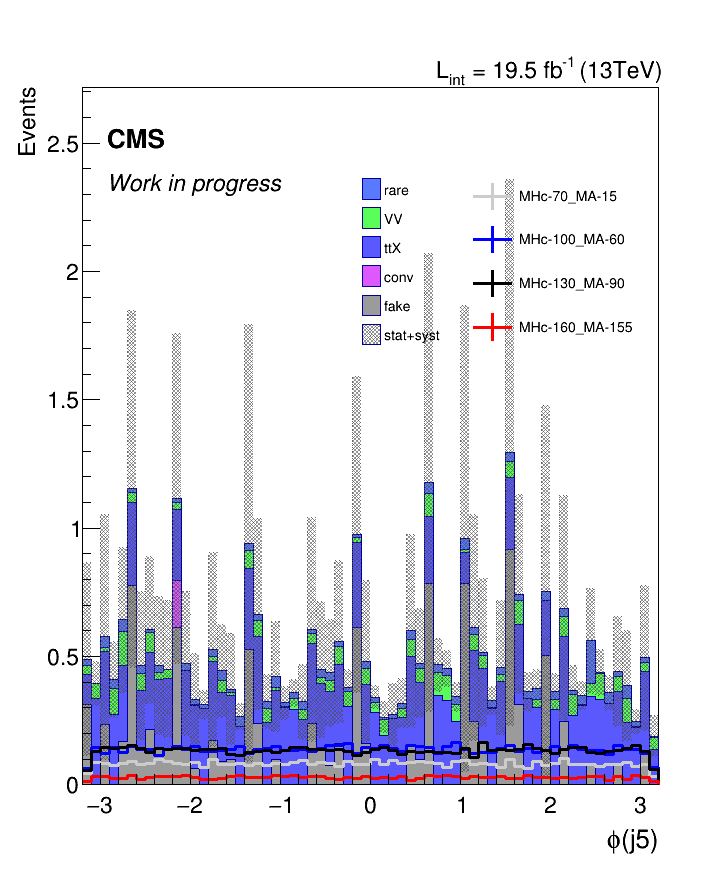 L_int = 19.5 fb^-1 (13TeV)
Events
CMS
Work in progress
rare
VV
ttX
conv
fake
stat+syst
MHc-70_MA-15
MHc-100_MA-60
MHc-130_MA-90
MHc-160_MA-155
2.5
2
1.5
1
0.5
0
−3 −2 −1 0 1 2 3
ϕ(j5)